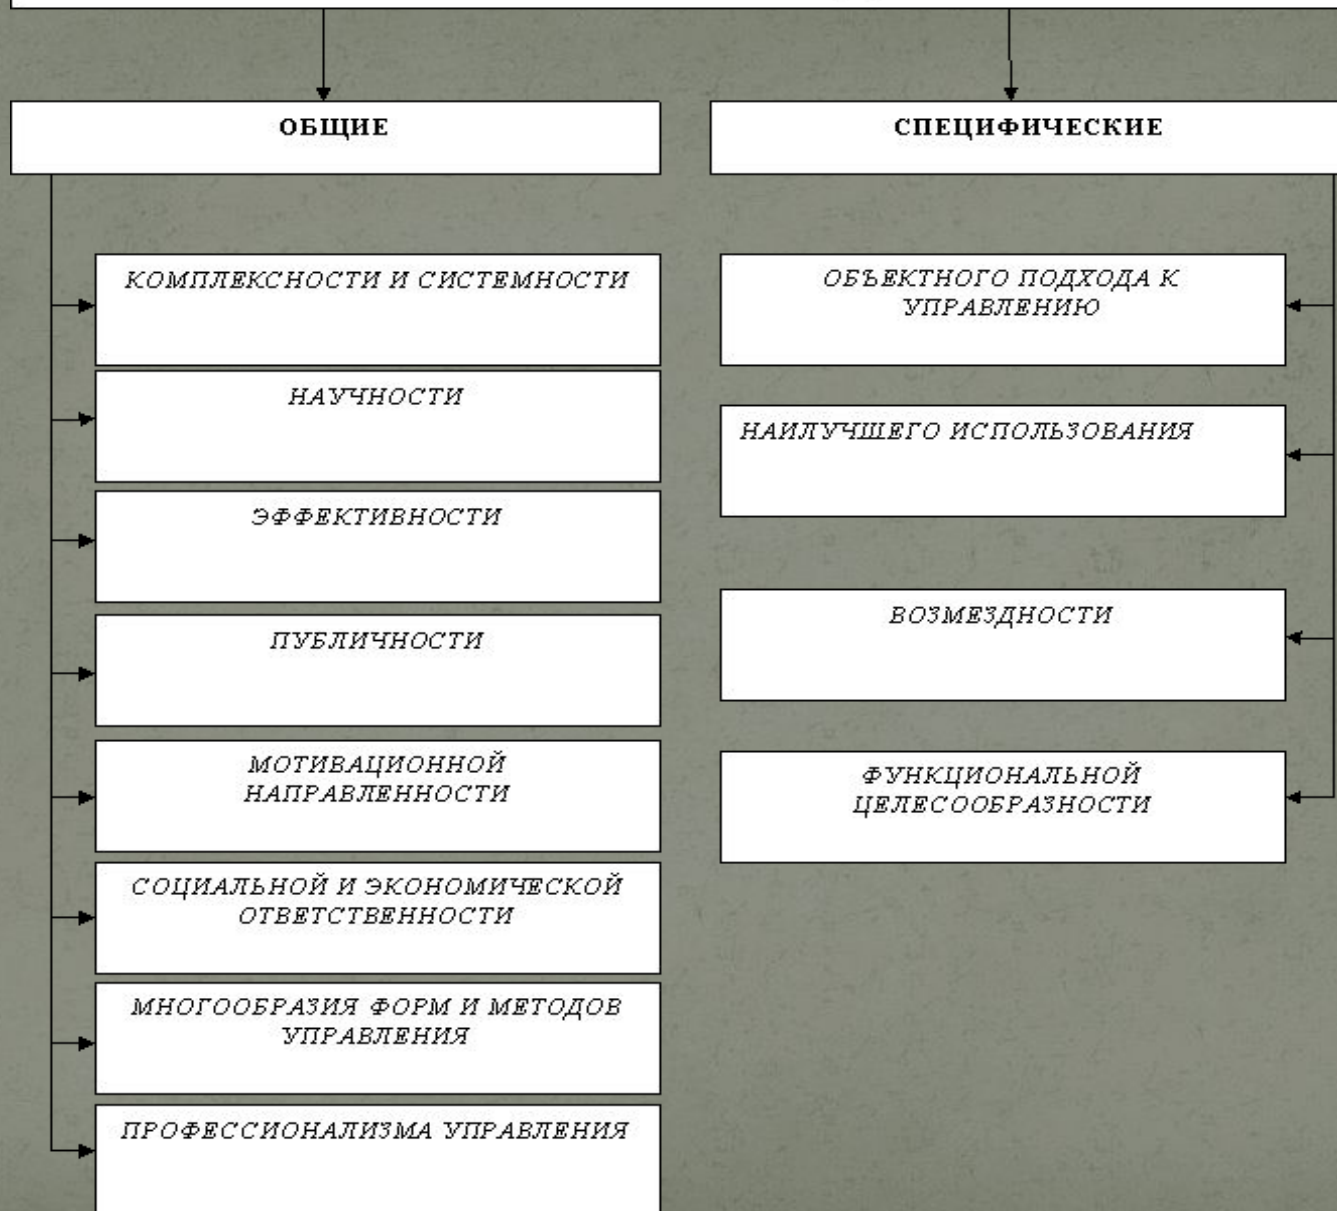 ОБЩИЕ
КОМПЛЕКСНОСТИ И СИСТЕМНОСТИ
НАУЧНОСТИ
ЭФФЕКТИВНОСТИ
ПУБЛИЧНОСТИ
МОТИВАЦИОННОЙ
НАПРАВЛЕННОСТИ
СОЦИАЛЬНОЙ И ЭКОНОМИЧЕСКОЙ
ОТВЕТСТВЕННОСТИ
МНОГООБРАЗИЯ ФОРМ И МЕТОДОВ
УПРАВЛЕНИЯ
ПРОФЕССИОНАЛИЗМА УПРАВЛЕНИЯ
СПЕЦИФИЧЕСКИЕ
ОБЪЕКТНОГО ПОДХОДА К
УПРАВЛЕНИЮ
НАИЛУЧШЕГО ИСПОЛЬЗОВАНИЯ
ВОЗМЕЗДНОСТИ
ФУНКЦИОНАЛЬНОЙ
ЦЕЛЕСООБРАЗНОСТИ